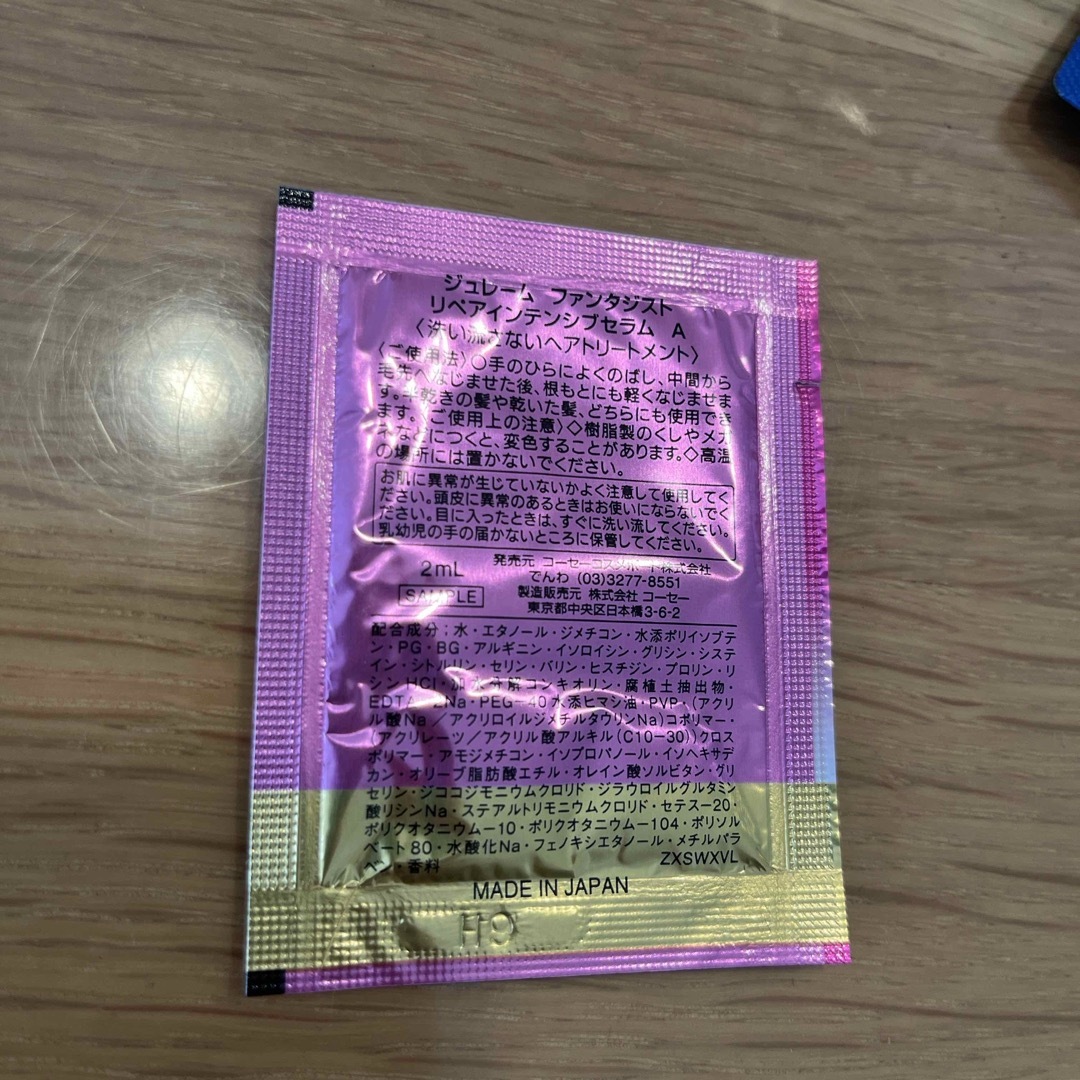 ジュレーム ファンタジスト
リペアインテンシブセラム A
〈洗い流さないヘアトリートメント〉
〈ご使用法〉○手のひらによくのばし、中間から
毛先へなじませた後、根もとにも軽くなじませま
す。半乾きの髪や乾いた髪、どちらにも使用でき
ます。〈ご使用上の注意〉◇樹脂製のくしやメガ
ネなどにつくと、変色することがあります。◇高温
の場所には置かないでください。
お肌に異常が生じていないかよく注意して使用してく
ださい。頭皮に異常のあるときはお使いにならないでく
ださい。目に入ったときは、すぐに洗い流してください。
乳幼児の手の届かないところに保管してください。
2mL
SAMPLE
発売元 コーセーコスメポート株式会社
でんわ (03)3277-8551
製造販売元 株式会社 コーセー
東京都中央区日本橋3-6-2
配合成分;水・エタノール・ジメチコン・水添ポリイソブテ
ン・PG・BG・アルギニン・イソロイシン・グリシン・システ
イン・シトルリン・セリン・バリン・ヒスチジン・プロリン・リ
シンHCl・加水分解コンキオリン・腐植土抽出物・
EDTA-2Na・PEG-40水添ヒマシ油・PVP・(アクリ
ル酸Na/アクリロイルジメチルタウリンNa)コポリマー・
(アクリレーツ/アクリル酸アルキル(C10-30))クロス
ポリマー・アモジメチコン・イソプロパノール・イソヘキサデ
カン・オリーブ脂肪酸エチル・オレイン酸ソルビタン・グリ
セリン・ジココジモニウムクロリド・ジラウロイルグルタミン
酸リシンNa・ステアルトリモニウムクロリド・セテス-20・
ポリクオタニウム-10・ポリクオタニウム-104・ポリソル
ベート80・水酸化Na・フェノキシエタノール・メチルパラ
ベン・香料 ZXSWXVL
MADE IN JAPAN